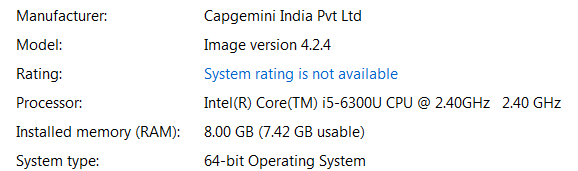 Manufacturer: Capgemini India Pvt Ltd
Model: Image version 4.2.4
Rating: System rating is not available
Processor: Intel(R) Core(TM) i5-6300U CPU @ 2.40GHz 2.40 GHz
Installed memory (RAM): 8.00 GB (7.42 GB usable)
System type: 64-bit Operating System